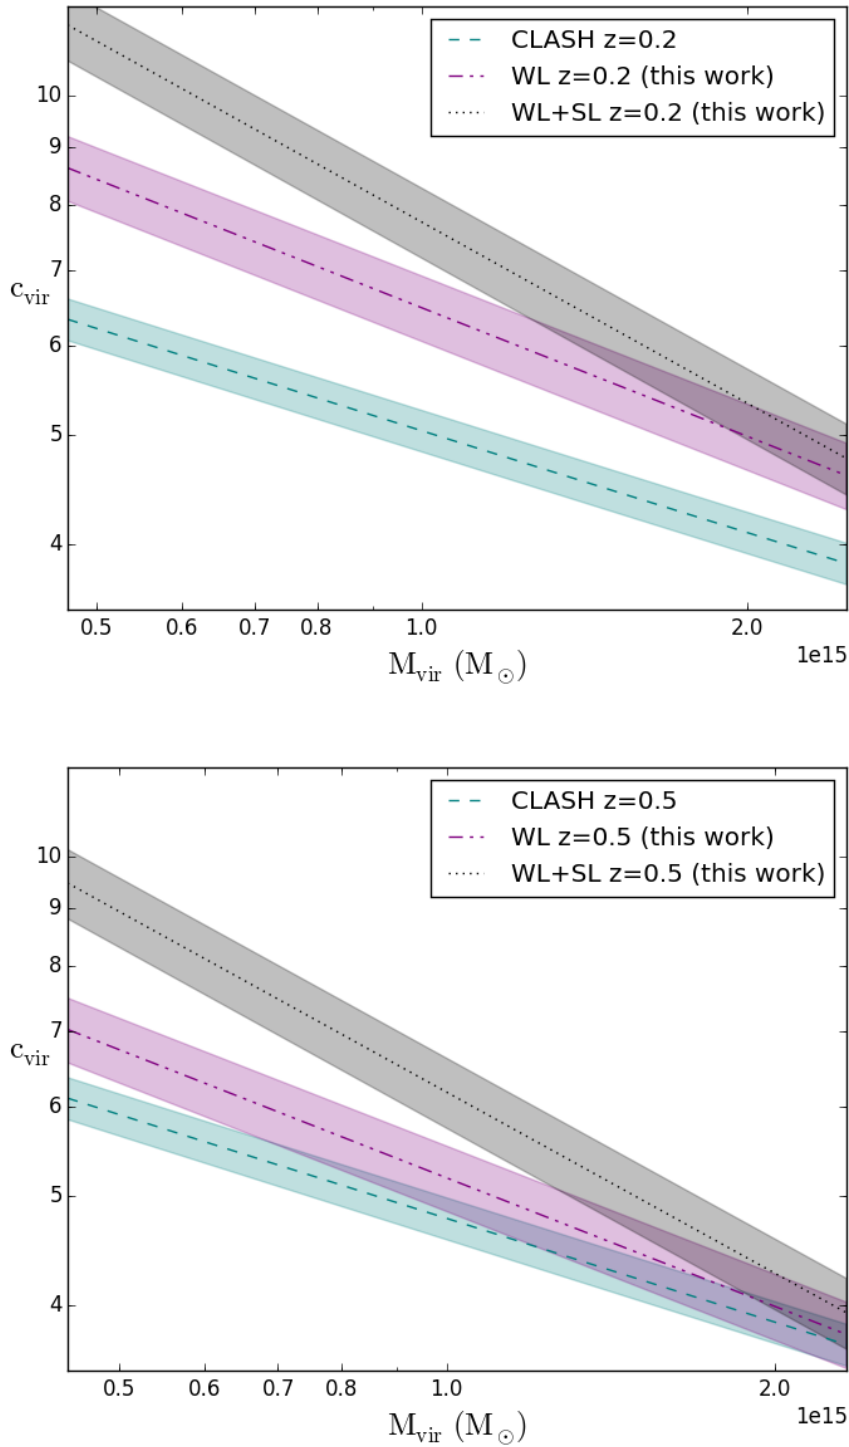 CLASH z=0.2
WL z=0.2 (this work)
WL+SL z=0.2 (this work)
10
9
8
7
6
5
4
c_vir
0.5 0.6 0.7 0.8 1.0 2.0
1e15
M_vir (M_⊙)
CLASH z=0.5
WL z=0.5 (this work)
WL+SL z=0.5 (this work)
10
9
8
7
6
5
4
c_vir
0.5 0.6 0.7 0.8 1.0 2.0
1e15
M_vir (M_⊙)